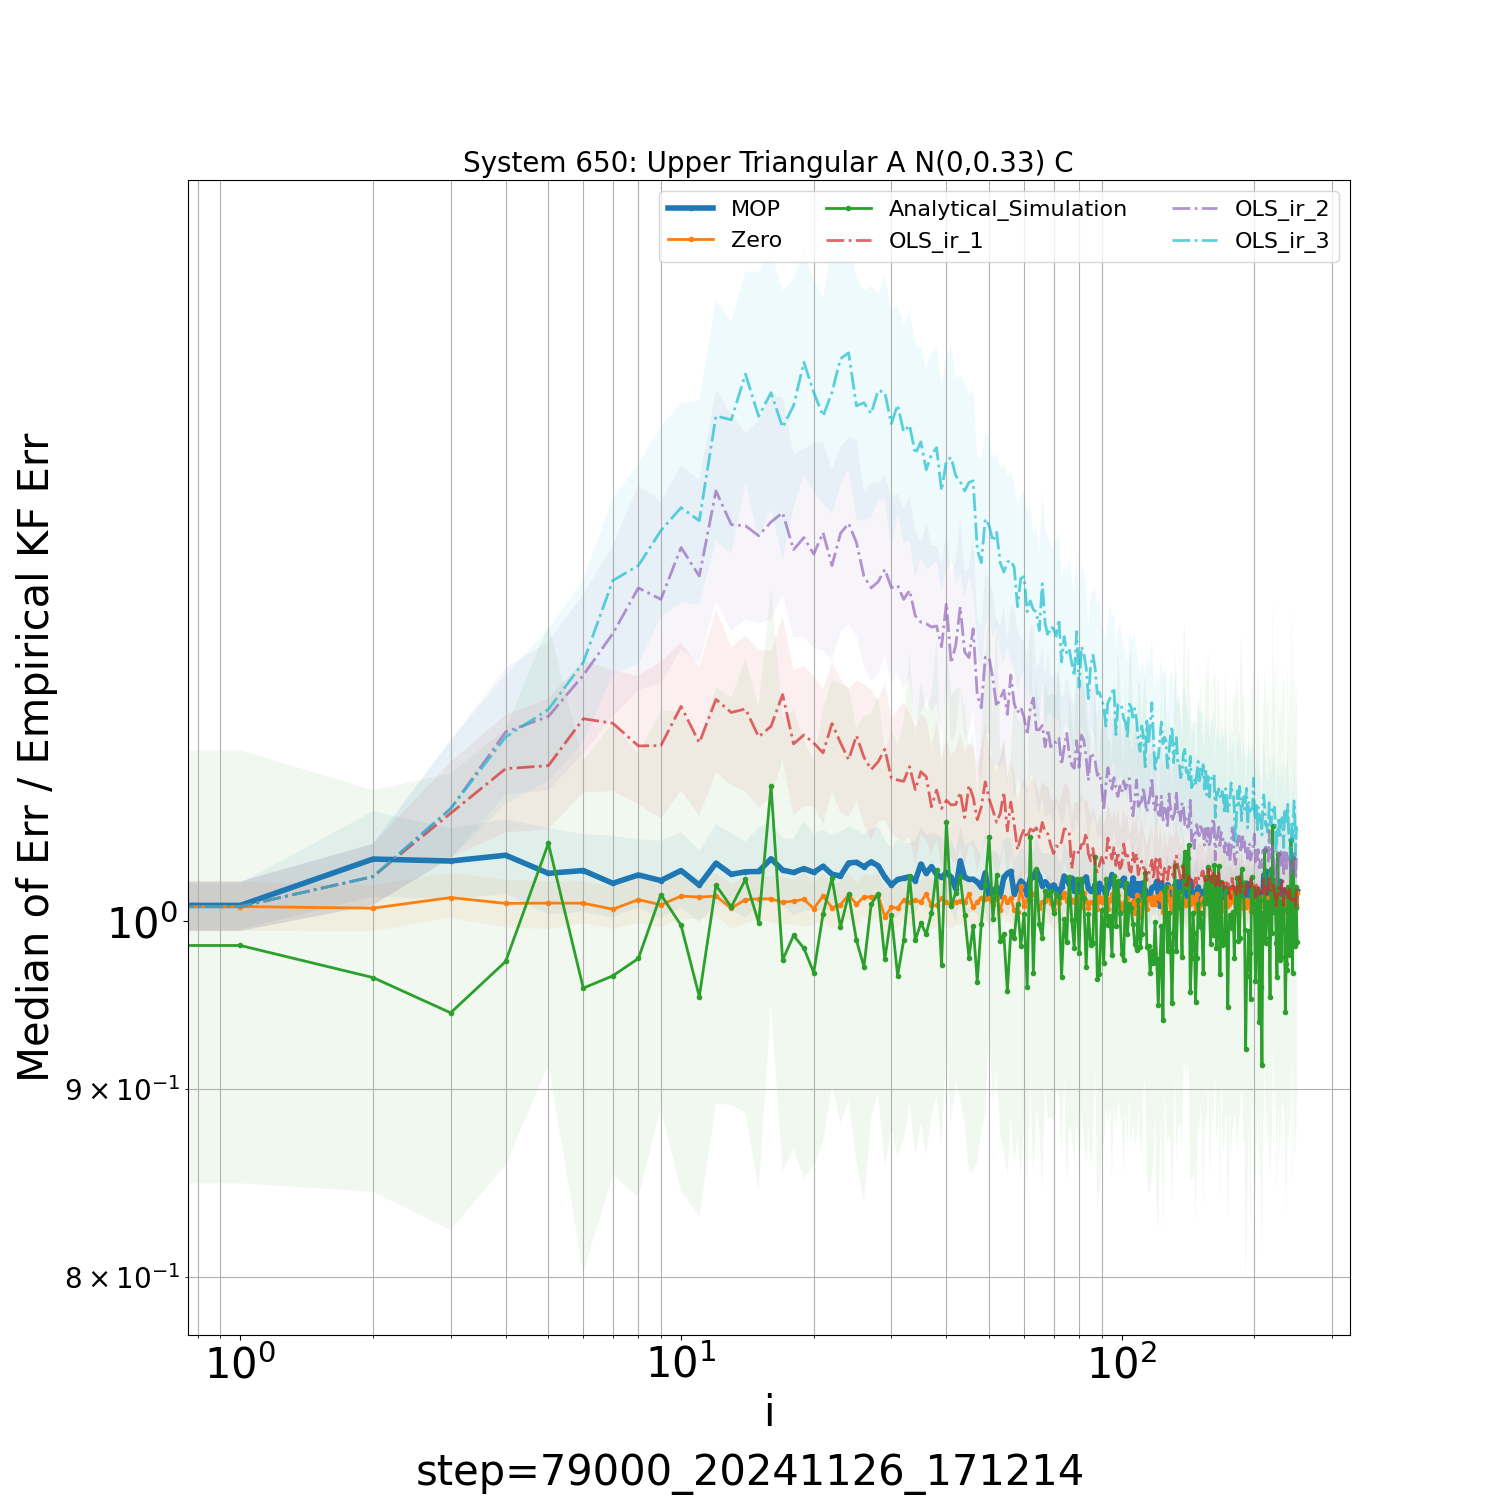 System 650: Upper Triangular A N(0,0.33) C
MOP
Zero
Analytical_Simulation
OLS_ir_1
OLS_ir_2
OLS_ir_3
Median of Err / Empirical KF Err
10⁰
9 × 10⁻¹
8 × 10⁻¹
10⁰ 10¹ 10²
i
step=79000_20241126_171214